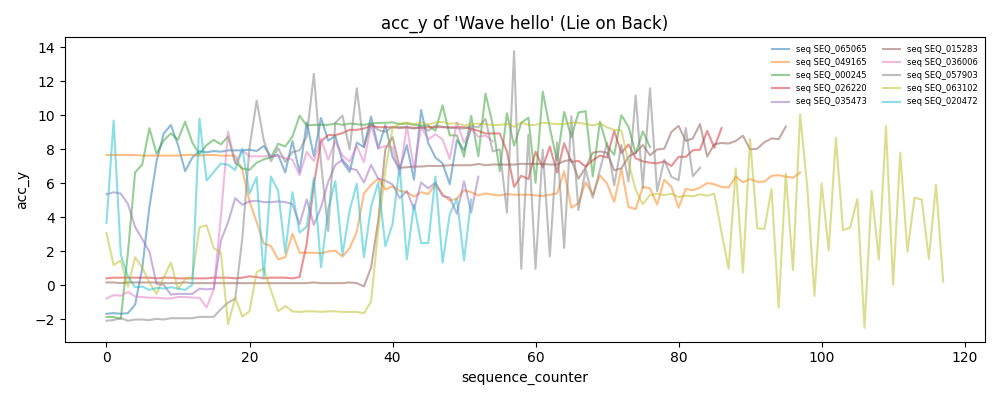 acc_y of 'Wave hello' (Lie on Back)
seq SEQ_065065
seq SEQ_049165
seq SEQ_000245
seq SEQ_026220
seq SEQ_035473
seq SEQ_015283
seq SEQ_036006
seq SEQ_057903
seq SEQ_063102
seq SEQ_020472
acc_y
14
12
10
8
6
4
2
0
−2
0 20 40 60 80 100 120
sequence_counter